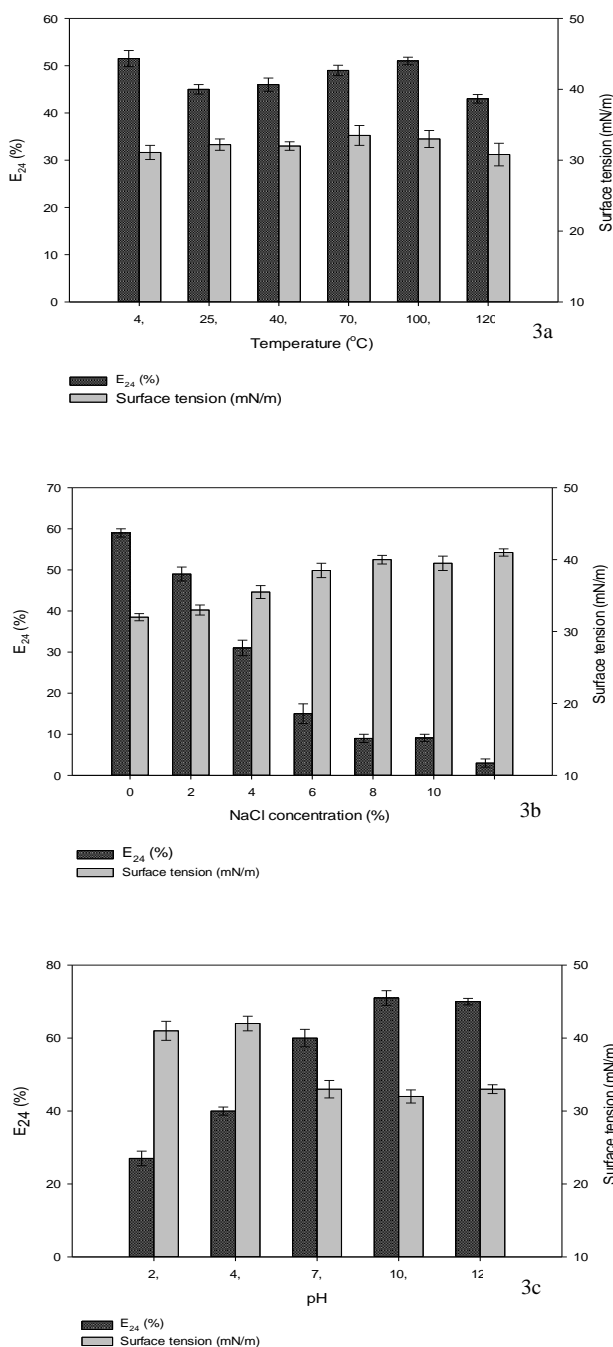 60
50
40
30
20
10
0
50
40
30
20
10
E24 (%)
Surface tension (mN/m)
4, 25, 40, 70, 100, 120
Temperature (oC)
3a
E24 (%)
Surface tension (mN/m)
70
60
50
40
30
20
10
0
50
40
30
20
10
E24 (%)
Surface tension (mN/m)
0 2 4 6 8 10
NaCl concentration (%)
3b
E24 (%)
Surface tension (mN/m)
80
60
40
20
0
50
40
30
20
10
E24 (%)
Surface tension (mN/m)
2, 4, 7, 10, 12
pH
3c
E24 (%)
Surface tension (mN/m)